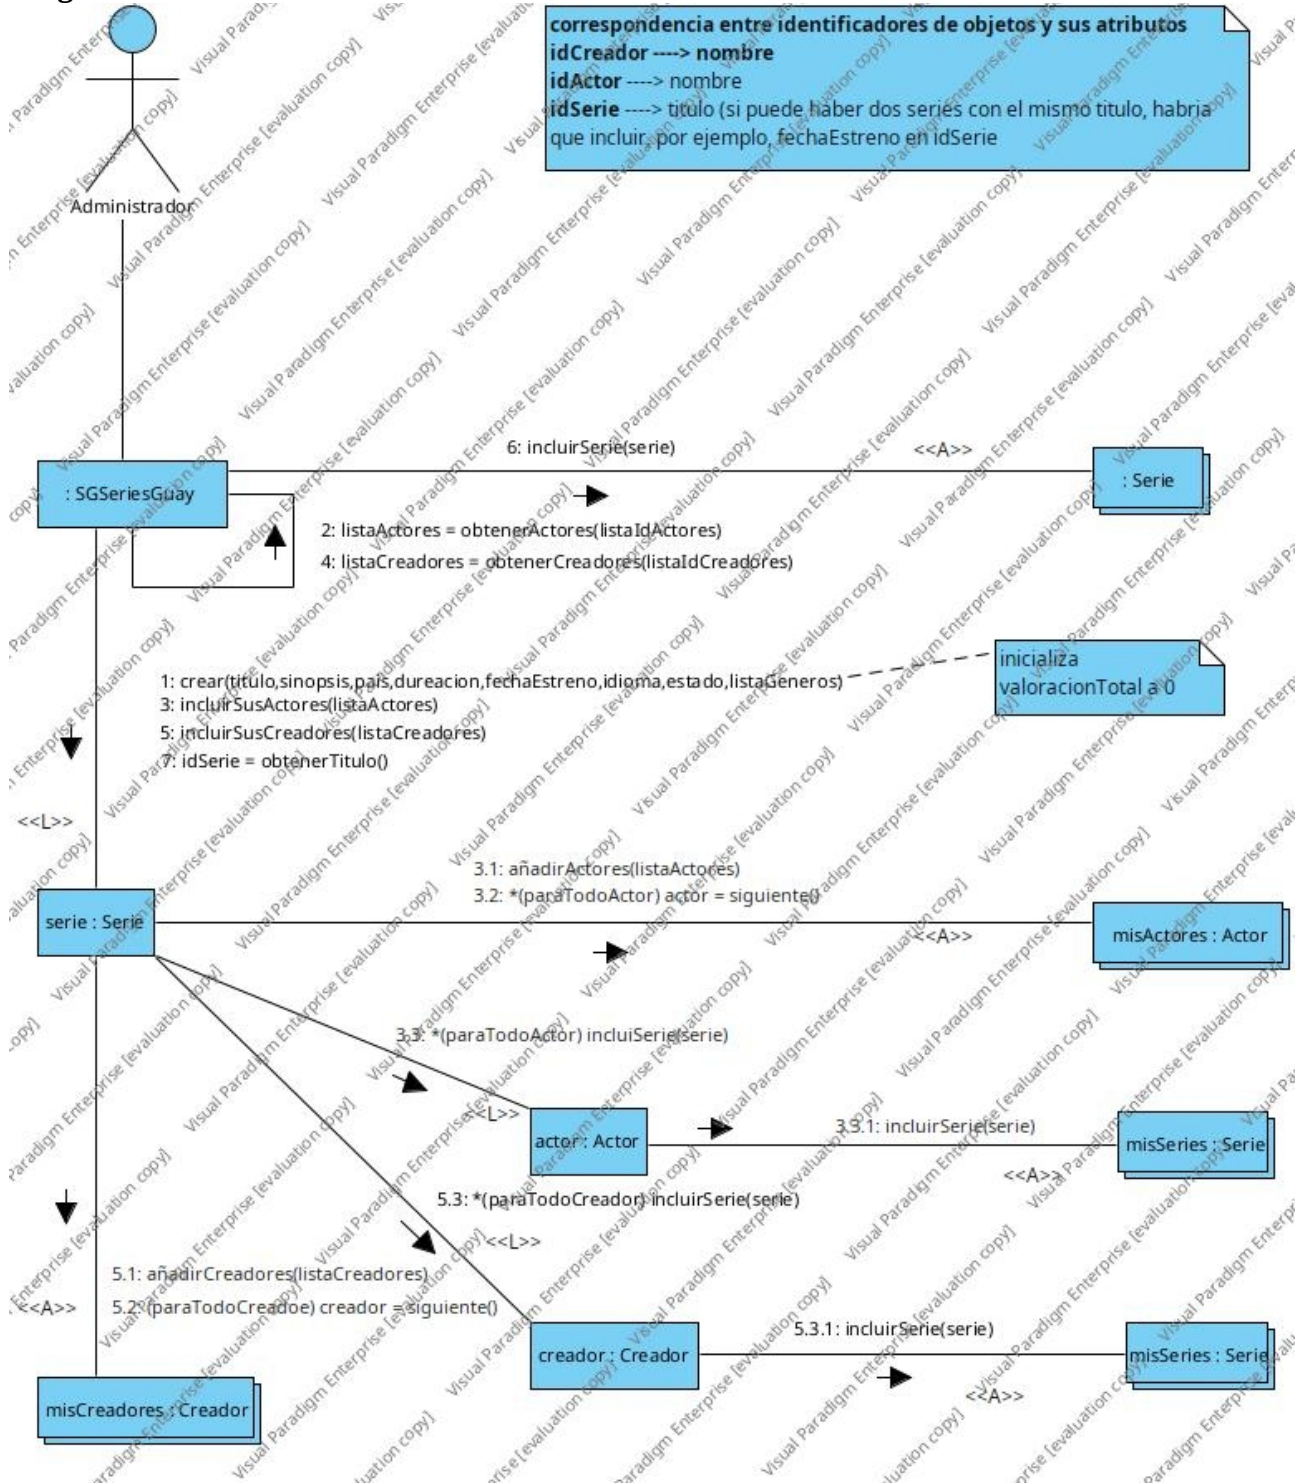 correspondencia entre identificadores de objetos y sus atributos
idCreador ----> nombre
idActor ----> nombre
idSerie ----> titulo (si puede haber dos series con el mismo titulo, habria
que incluir, por ejemplo, fechaEstreno en idSerie
Administrador
6: incluirSerie(serie)
<<A>>
: SGSeriesGuay
: Serie
2: listaActores = obtenerActores(listaIdActores)
4: listaCreadores = obtenerCreadores(listaIdCreadores)
inicializa
valoracionTotal a 0
1: crear(titulo,sinopsis,pais,dureacion,fechaEstreno,idioma,estado,listaGeneros)
3: incluirSusActores(listaActores)
5: incluirSusCreadores(listaCreadores)
7: idSerie = obtenerTitulo()
<<L>>
3.1: añadirActores(listaActores)
3.2: *(paraTodoActor) actor = siguiente()
serie : Serie
<<A>>
misActores : Actor
3.3: *(paraTodoActor) incluiSerie(serie)
<<L>>
actor : Actor
3.3.1: incluirSerie(serie)
<<A>>
misSeries : Serie
5.3: *(paraTodoCreador) incluirSerie(serie)
<<L>>
5.1: añadirCreadores(listaCreadores)
5.2: (paraTodoCreadoe) creador = siguiente()
<<A>>
creador : Creador
5.3.1: incluirSerie(serie)
<<A>>
misSeries : Serie
misCreadores : Creador
Visual Paradigm Enterprise [evaluation copy]